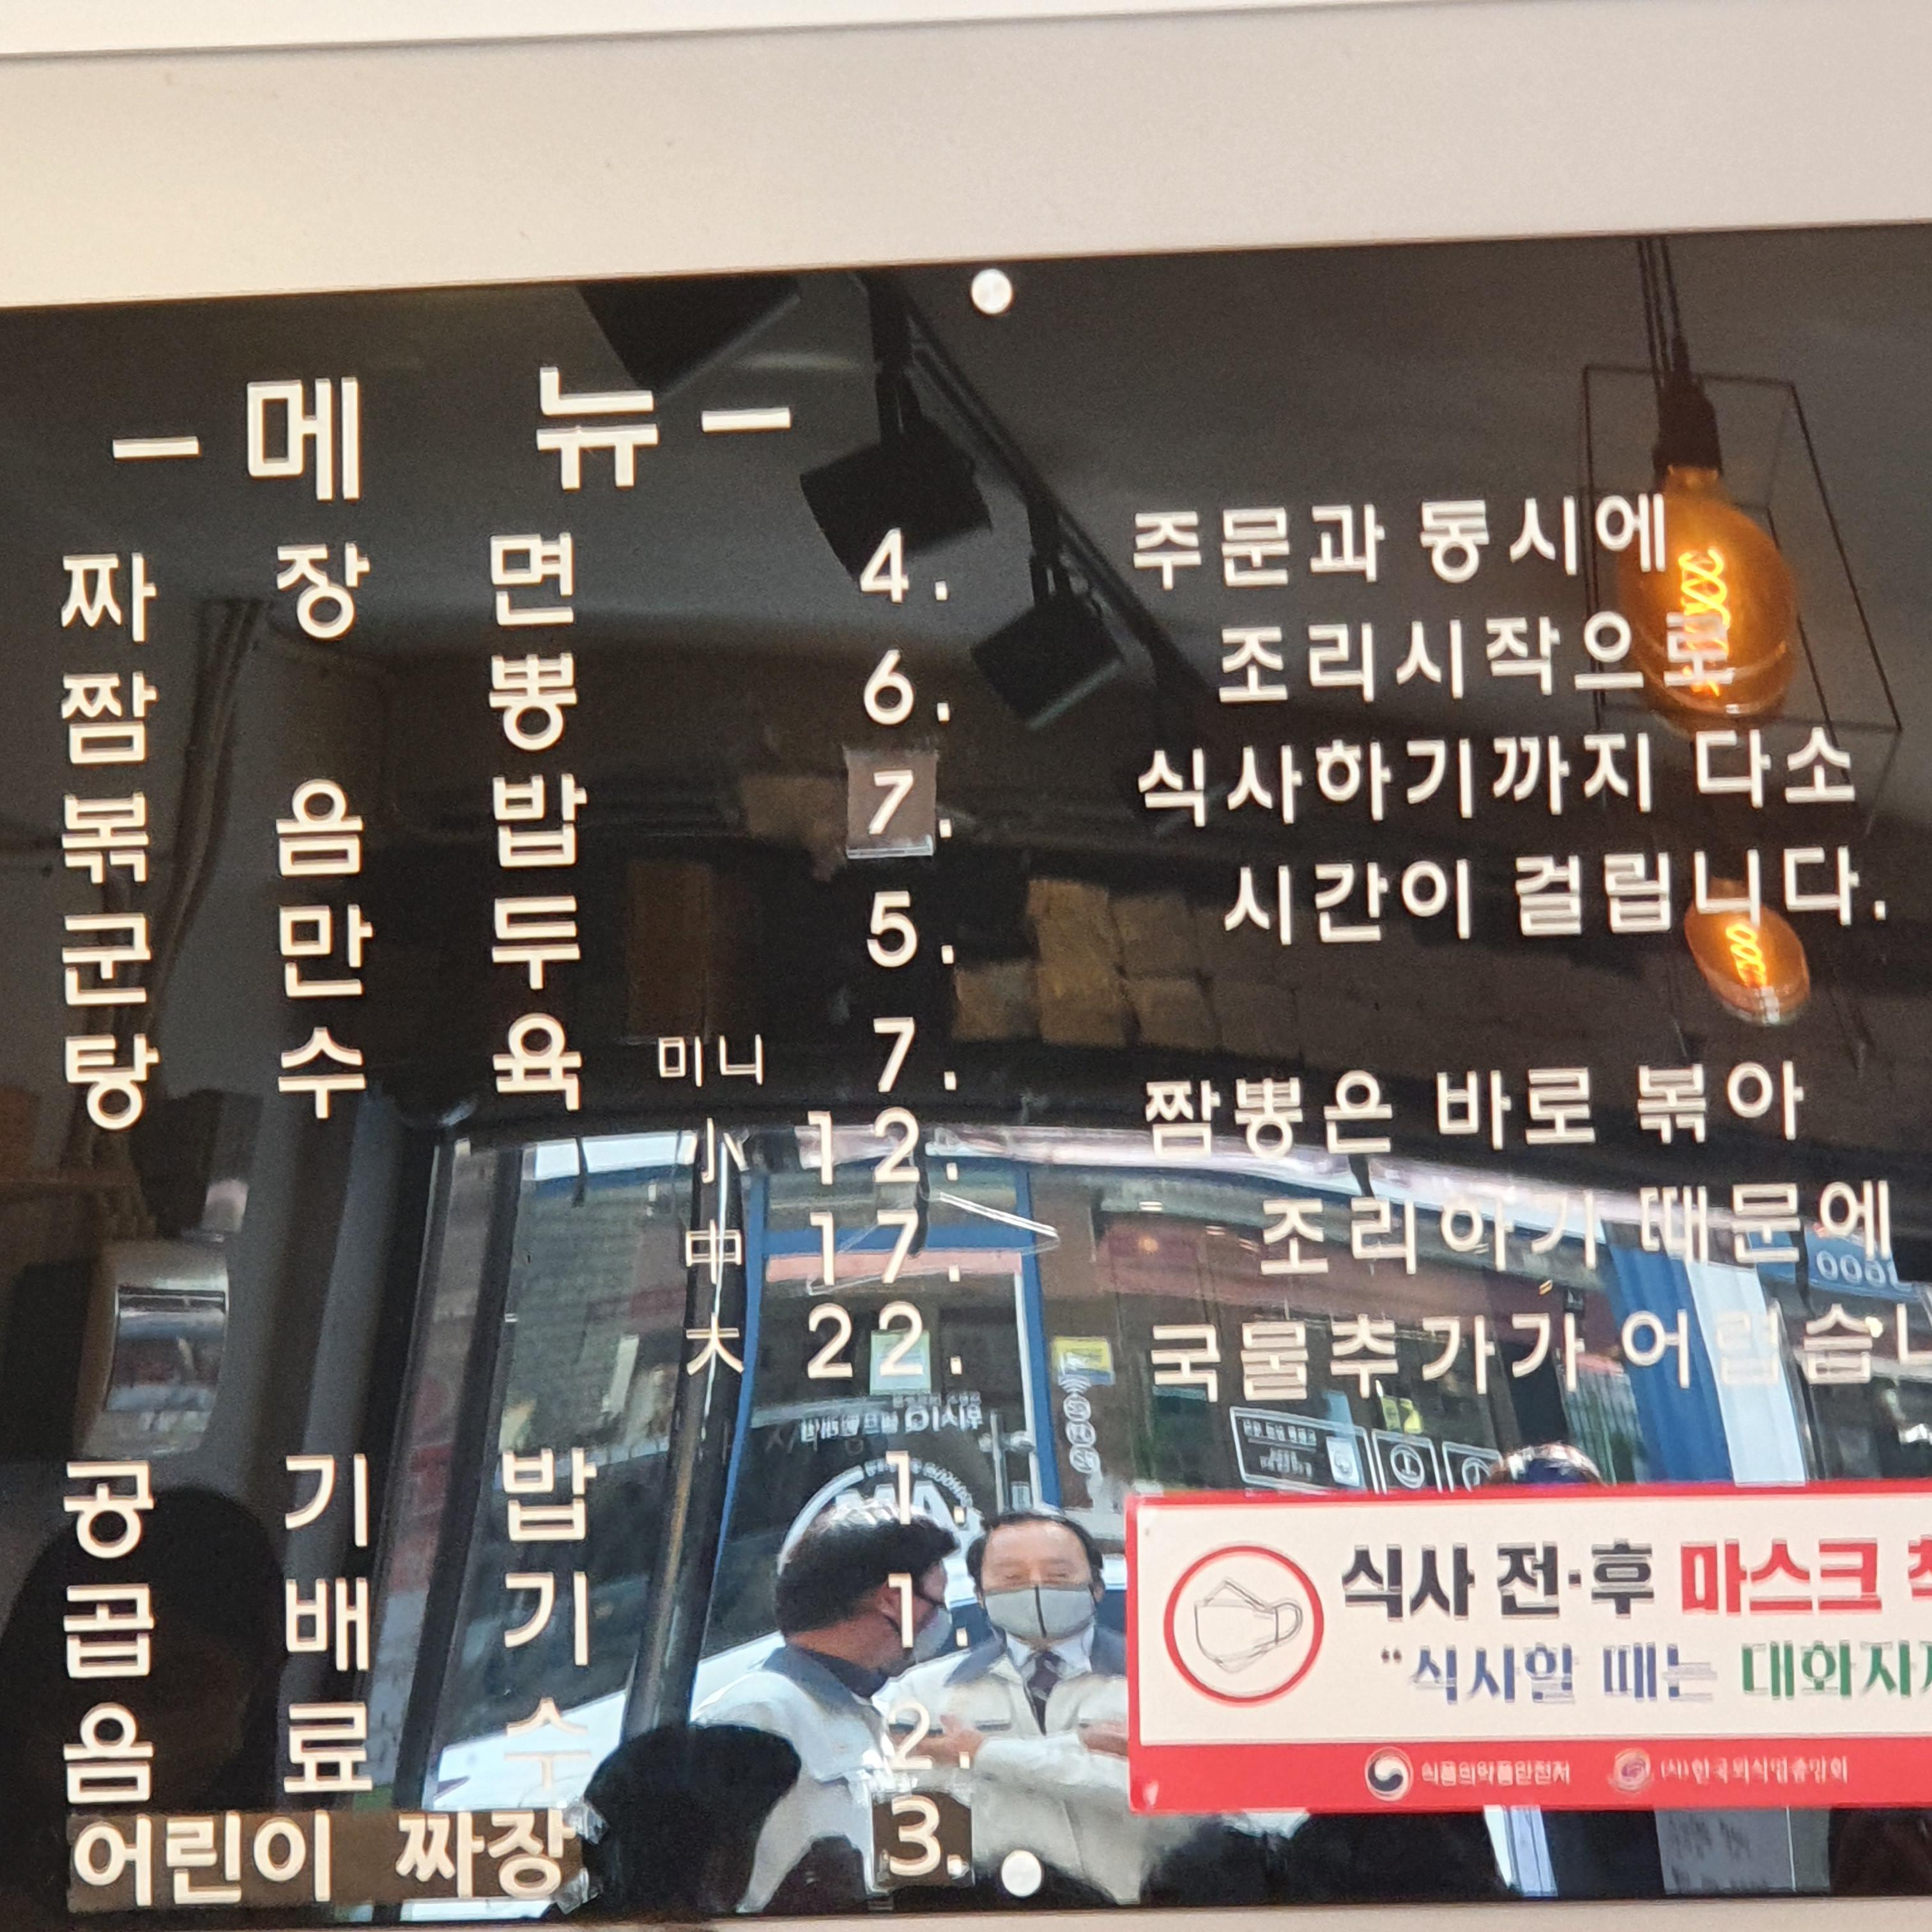 -메 뉴-
짜 장 면 4.
짬 뽕 6.
볶 음 밥 7.
군 만 두 5.
탕 수 육 미니 7.
小 12.
中 17.
大 22.
공 기 밥 1.
곱 배 기 1.
음 료 수 2.
어린이 짜장 3.
주문과 동시에
조리시작으로
식사하기까지 다소
시간이 걸립니다.
짬뽕은 바로 볶아
조리하기 때문에
국물추가가 어렵습니
식사 전·후 마스크
"식사할 때는
식품의약품안전처 (사)한국외식업중앙회